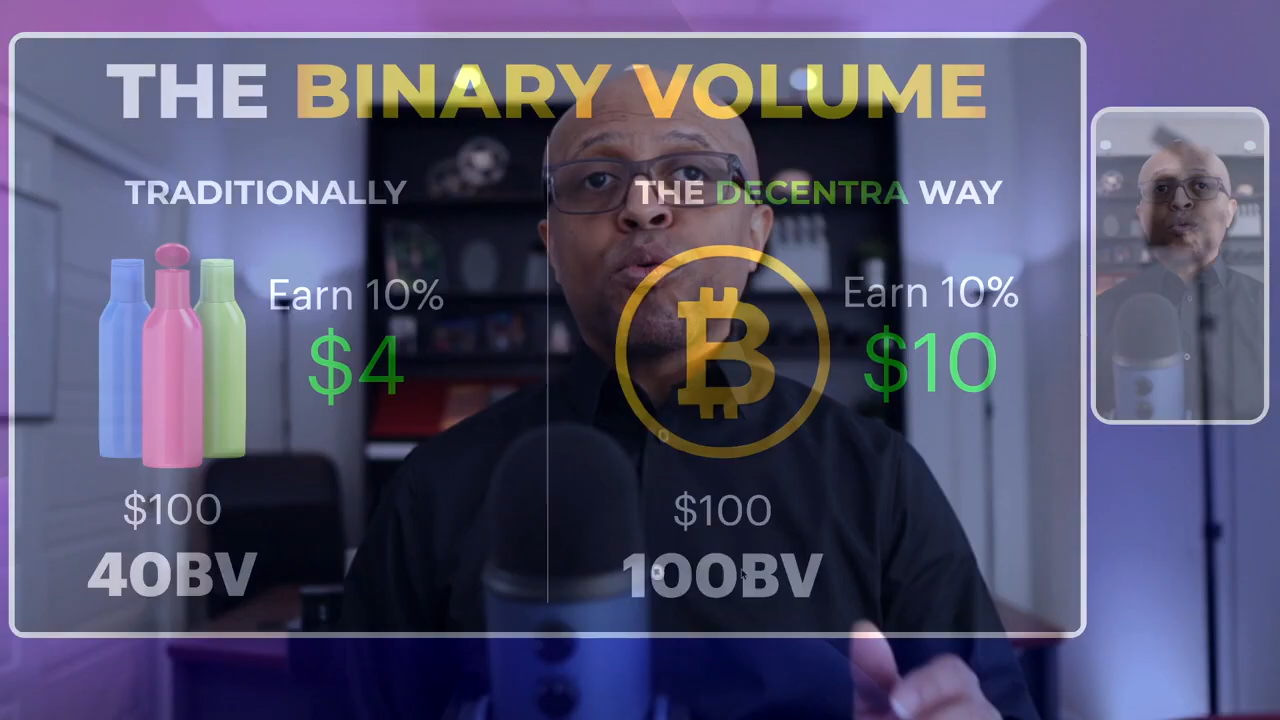 THE BINARY VOLUME
TRADITIONALLY
Earn 10%
$4
$100
40BV
THE DECENTRA WAY
Earn 10%
$10
$100
100BV